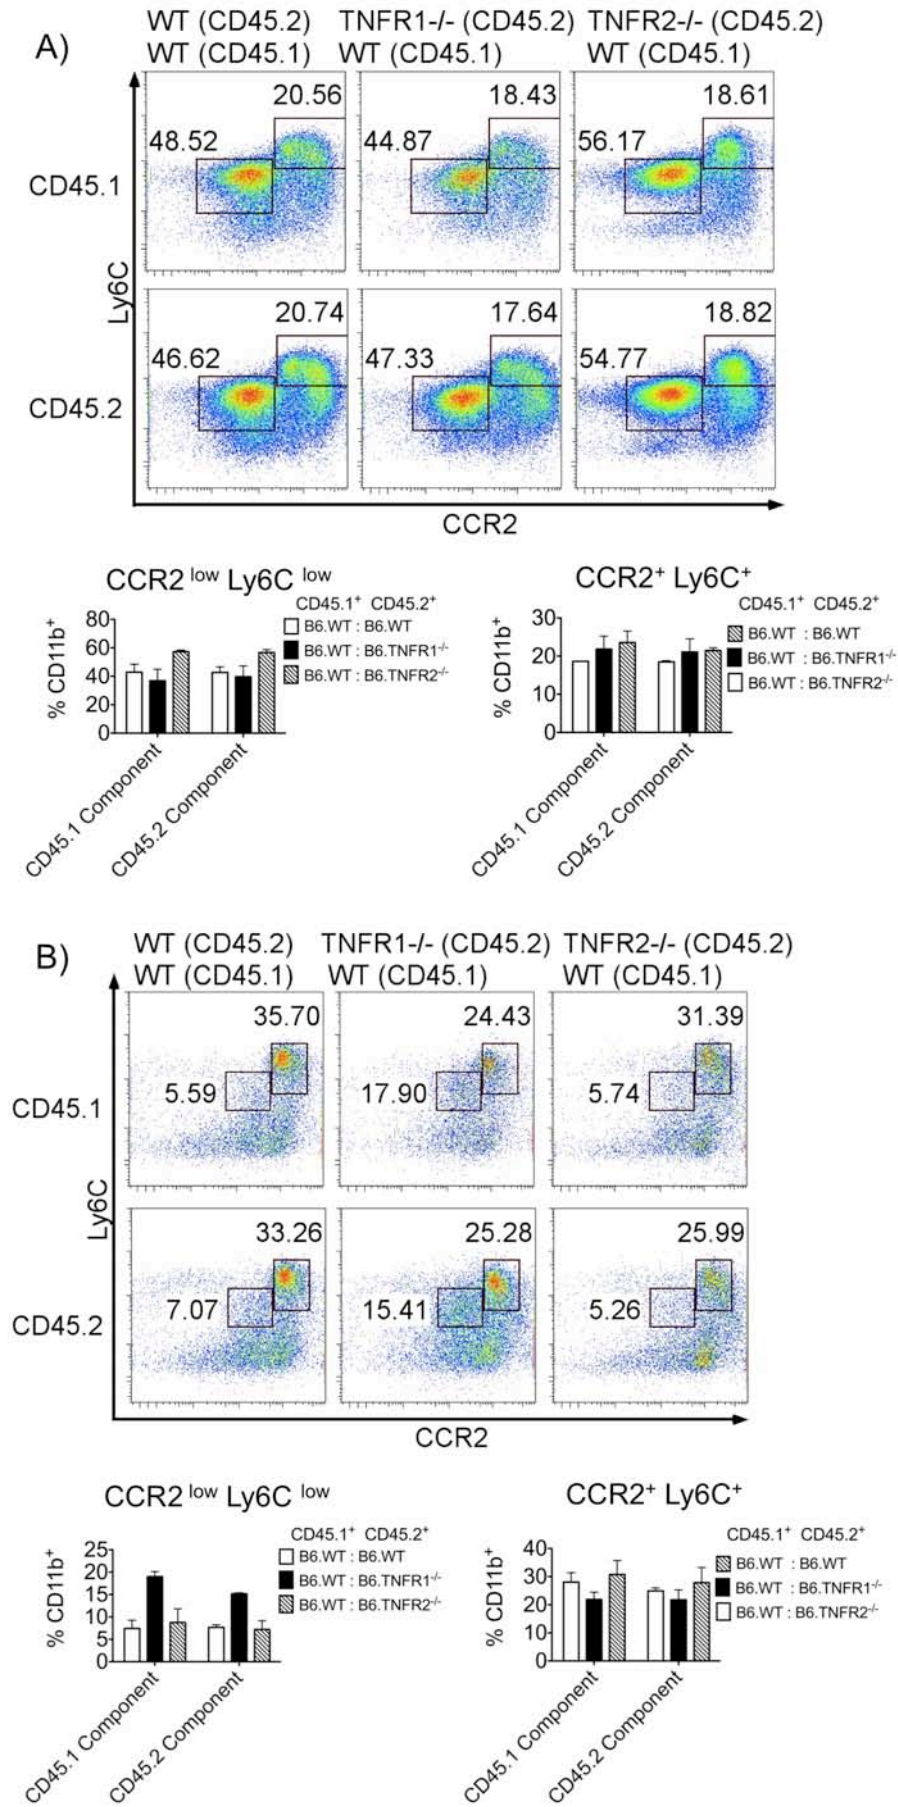 A)
WT (CD45.2) TNFR1-/- (CD45.2) TNFR2-/- (CD45.2)
WT (CD45.1) WT (CD45.1) WT (CD45.1)
20.56 18.43 18.61
48.52 44.87 56.17
CD45.1
Ly6C
20.74 17.64 18.82
46.62 47.33 54.77
CD45.2
CCR2
CCR2 low Ly6C low
CD45.1+ CD45.2+
B6.WT : B6.WT
B6.WT : B6.TNFR1-/-
B6.WT : B6.TNFR2-/-
% CD11b+
80
60
40
20
0
CD45.1 Component
CD45.2 Component
CCR2+ Ly6C+
CD45.1+ CD45.2+
B6.WT : B6.WT
B6.WT : B6.TNFR1-/-
B6.WT : B6.TNFR2-/-
% CD11b+
30
20
10
0
CD45.1 Component
CD45.2 Component
B)
WT (CD45.2) TNFR1-/- (CD45.2) TNFR2-/- (CD45.2)
WT (CD45.1) WT (CD45.1) WT (CD45.1)
35.70 24.43 31.39
5.59 17.90 5.74
CD45.1
Ly6C
33.26 25.28 25.99
7.07 15.41 5.26
CD45.2
CCR2
CCR2 low Ly6C low
CD45.1+ CD45.2+
B6.WT : B6.WT
B6.WT : B6.TNFR1-/-
B6.WT : B6.TNFR2-/-
% CD11b+
25
20
15
10
5
0
CD45.1 Component
CD45.2 Component
CCR2+ Ly6C+
CD45.1+ CD45.2+
B6.WT : B6.WT
B6.WT : B6.TNFR1-/-
B6.WT : B6.TNFR2-/-
% CD11b+
40
30
20
10
0
CD45.1 Component
CD45.2 Component